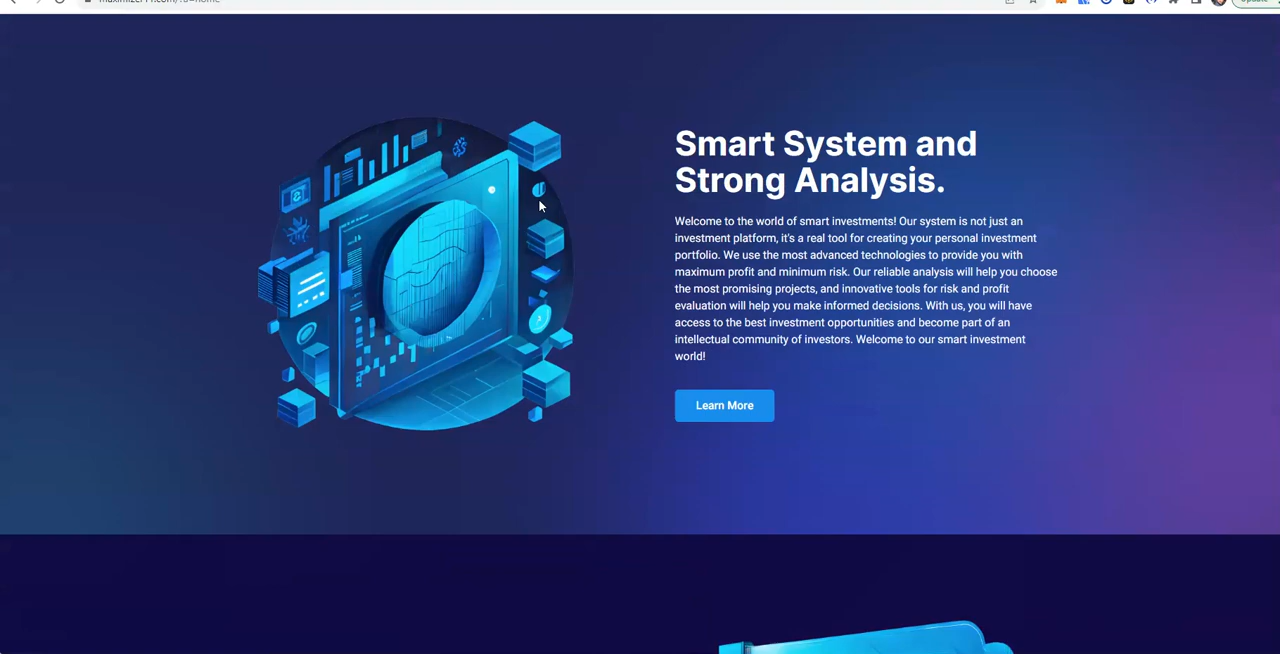 Smart System and
Strong Analysis.
Welcome to the world of smart investments! Our system is not just an
investment platform, it's a real tool for creating your personal investment
portfolio. We use the most advanced technologies to provide you with
maximum profit and minimum risk. Our reliable analysis will help you choose
the most promising projects, and innovative tools for risk and profit
evaluation will help you make informed decisions. With us, you will have
access to the best investment opportunities and become part of an
intellectual community of investors. Welcome to our smart investment
world!
Learn More